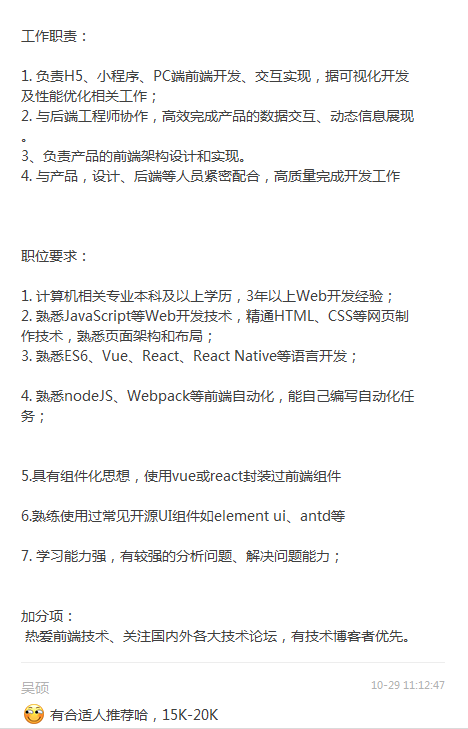 工作职责：
1. 负责H5、小程序、PC端前端开发、交互实现，据可视化开发
及性能优化相关工作；
2. 与后端工程师协作，高效完成产品的数据交互、动态信息展现
。
3、负责产品的前端架构设计和实现。
4. 与产品，设计、后端等人员紧密配合，高质量完成开发工作
职位要求：
1. 计算机相关专业本科及以上学历，3年以上Web开发经验；
2. 熟悉JavaScript等Web开发技术，精通HTML、CSS等网页制
作技术，熟悉页面架构和布局；
3. 熟悉ES6、Vue、React、React Native等语言开发；
4. 熟悉nodeJS、Webpack等前端自动化，能自己编写自动化任
务；
5.具有组件化思想，使用vue或react封装过前端组件
6.熟练使用过常见开源UI组件如element ui、antd等
7. 学习能力强，有较强的分析问题、解决问题能力；
加分项：
热爱前端技术、关注国内外各大技术论坛，有技术博客者优先。
吴硕 10-29 11:12:47
有合适人推荐哈，15K-20K